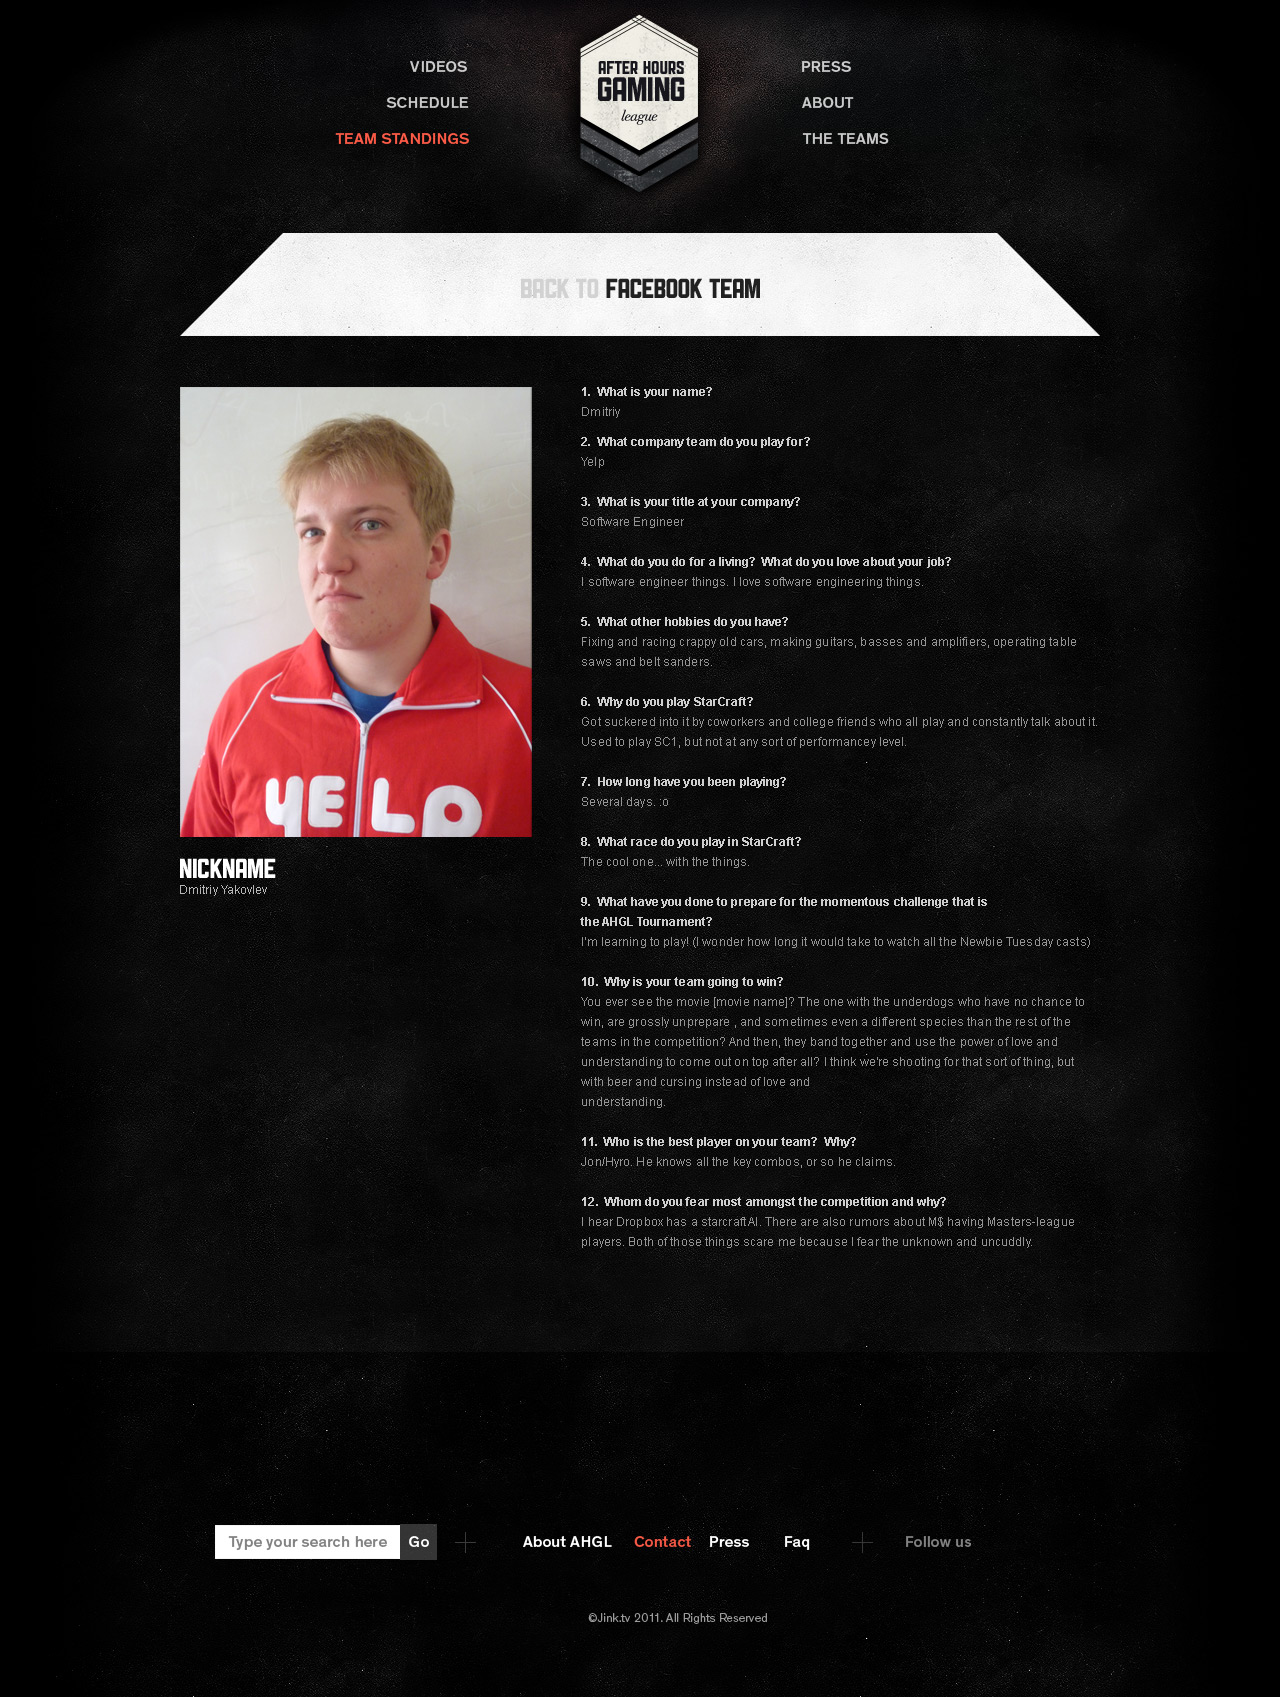 VIDEOS
SCHEDULE
TEAM STANDINGS
AFTER HOURS
GAMING
league
PRESS
ABOUT
THE TEAMS
BACK TO FACEBOOK TEAM
YELP
NICKNAME
Dmitriy Yakovlev
1. What is your name?
Dmitriy
2. What company team do you play for?
Yelp
3. What is your title at your company?
Software Engineer
4. What do you do for a living? What do you love about your job?
I software engineer things. I love software engineering things.
5. What other hobbies do you have?
Fixing and racing crappy old cars, making guitars, basses and amplifiers, operating table
saws and belt sanders.
6. Why do you play StarCraft?
Got suckered into it by coworkers and college friends who all play and constantly talk about it.
Used to play SC1, but not at any sort of performancey level.
7. How long have you been playing?
Several days. :o
8. What race do you play in StarCraft?
The cool one... with the things.
9. What have you done to prepare for the momentous challenge that is
the AHGL Tournament?
I'm learning to play! (I wonder how long it would take to watch all the Newbie Tuesday casts)
10. Why is your team going to win?
You ever see the movie [movie name]? The one with the underdogs who have no chance to
win, are grossly unprepare , and sometimes even a different species than the rest of the
teams in the competition? And then, they band together and use the power of love and
understanding to come out on top after all? I think we're shooting for that sort of thing, but
with beer and cursing instead of love and
understanding.
11. Who is the best player on your team? Why?
Jon/Hyro. He knows all the key combos, or so he claims.
12. Whom do you fear most amongst the competition and why?
I hear Dropbox has a starcraft AI. There are also rumors about M$ having Masters-league
players. Both of those things scare me because I fear the unknown and uncuddly.
Type your search here Go
About AHGL Contact Press Faq
Follow us
©Jink.tv 2011. All Rights Reserved